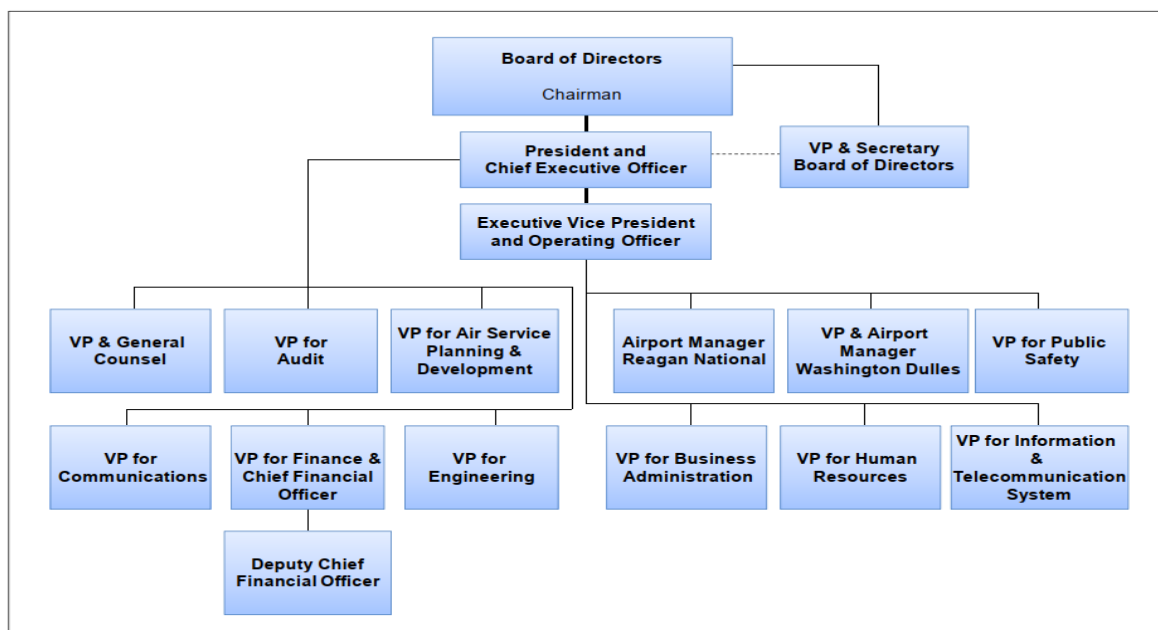 Board of Directors
Chairman
President and
Chief Executive Officer
VP & Secretary
Board of Directors
Executive Vice President
and Operating Officer
VP & General
Counsel
VP for
Audit
VP for Air Service
Planning &
Development
Airport Manager
Reagan National
VP & Airport
Manager
Washington Dulles
VP for Public
Safety
VP for
Communications
VP for Finance &
Chief Financial
Officer
VP for
Engineering
VP for Business
Administration
VP for Human
Resources
VP for Information
&
Telecommunication
System
Deputy Chief
Financial Officer